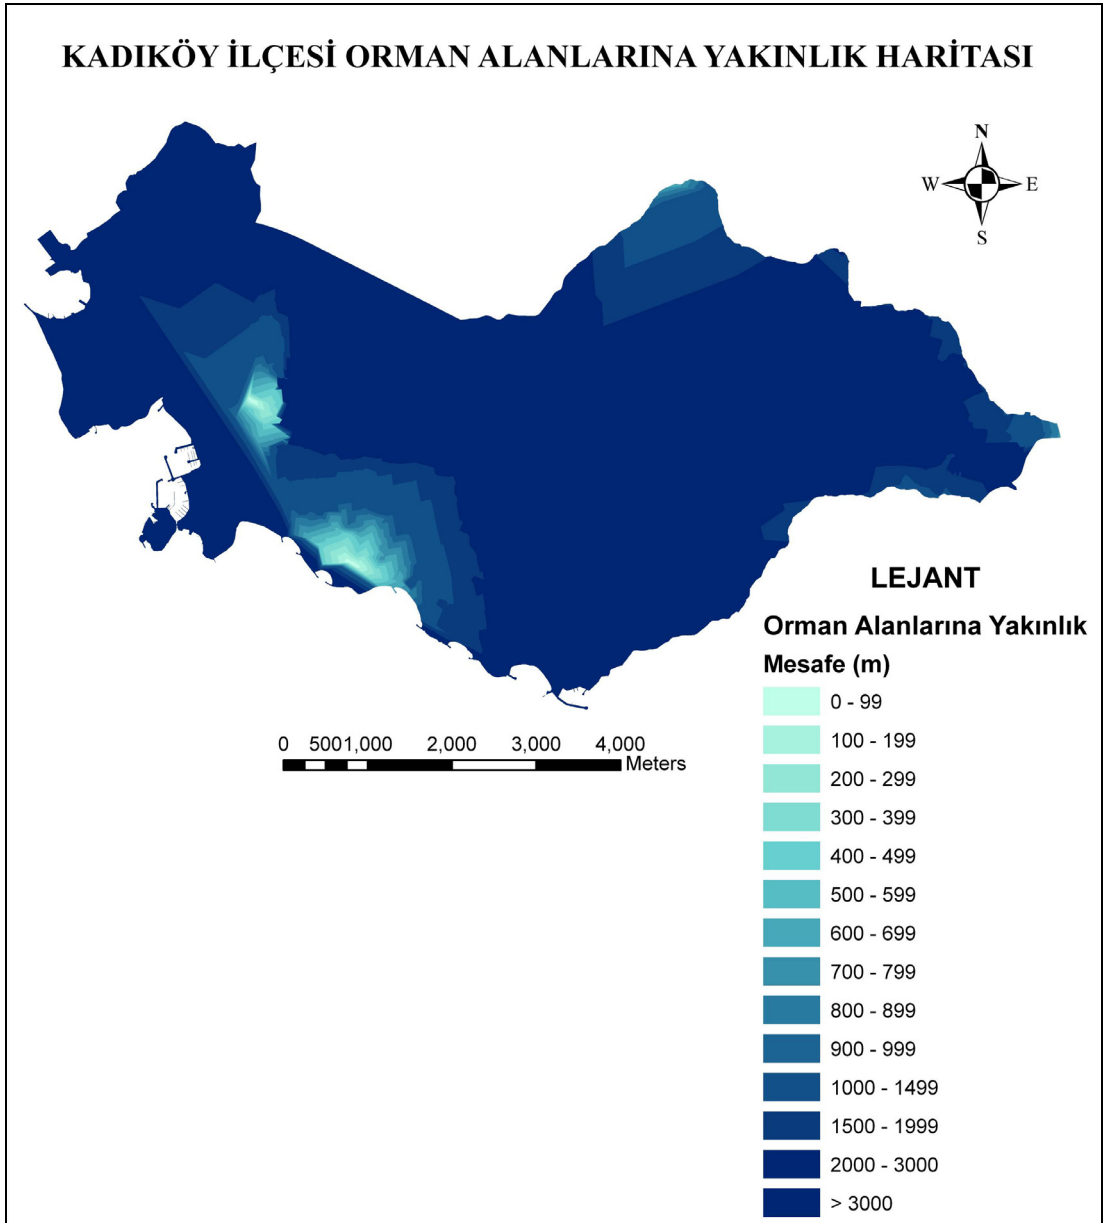 KADIKÖY İLÇESİ ORMAN ALANLARINA YAKINLIK HARİTASI
N
W E
S
LEJANT
Orman Alanlarına Yakınlık
Mesafe (m)
0 - 99
100 - 199
200 - 299
300 - 399
400 - 499
500 - 599
600 - 699
700 - 799
800 - 899
900 - 999
1000 - 1499
1500 - 1999
2000 - 3000
> 3000
0 500 1,000 2,000 3,000 4,000
Meters